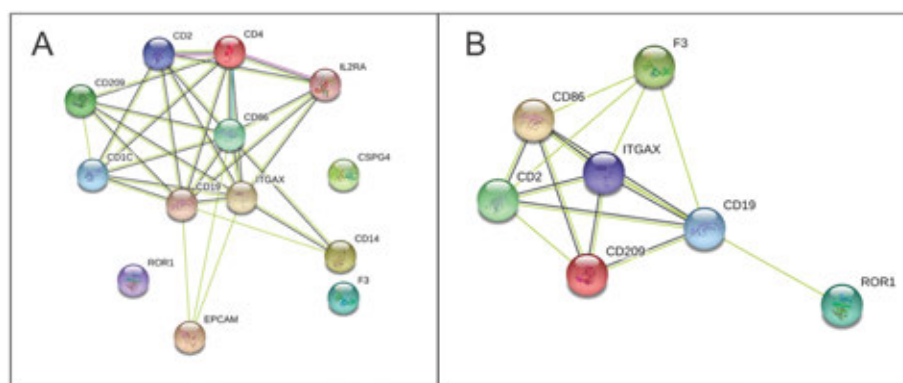 A
CD2
CD4
IL2RA
CD209
CD86
CSPG4
CD1C
CD19
ITGAX
CD14
ROR1
F3
EPCAM
B
F3
CD86
ITGAX
CD2
CD19
CD209
ROR1